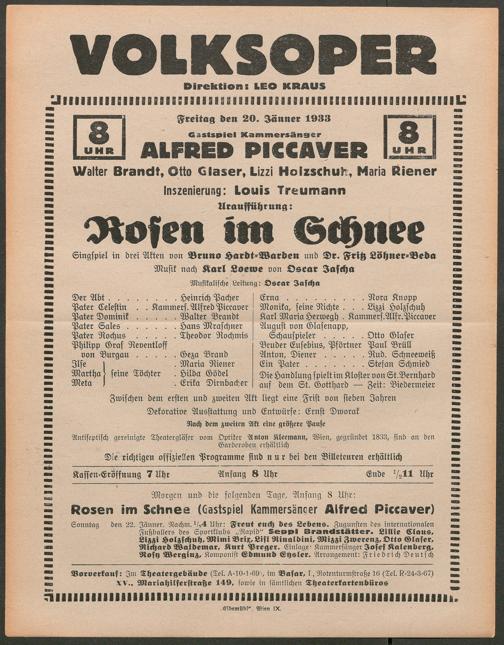 VOLKSOPER
Direktion: LEO KRAUS
Freitag den 20. Jänner 1933
8 UHR
Gastspiel Kammersänger
8 UHR
ALFRED PICCAVER
Walter Brandt, Otto Glaser, Lizzi Holzschuh, Maria Riener
Inszenierung: Louis Treumann
Uraufführung:
Rosen im Schnee
Singspiel in drei Akten von Bruno Hardt-Warden und Dr. Fritz Löhner-Beda
Musik nach Karl Loewe von Oscar Jascha
Musikalische Leitung: Oscar Jascha
Der Abt . . . . . . . . Heinrich Pacher
Pater Celestin . . Kammers. Alfred Piccaver
Pater Dominik . . . . . Walter Brandt
Pater Sales . . . . . Hans Mraschner
Pater Rochus . . . . Theodor Rochmis
Philipp Graf Reventloff
von Burgau . . . . . Geza Brand
Ilse . . . . Maria Riener
Martha } seine Töchter . Hilda Gödel
Meta . . . . Erika Dirnbacher
Erna . . . . . . . . . Nora Knopp
Monika, seine Nichte . . . Lizzi Holzschuh
Karl Maria Herwegh . Kammers. Alfr. Piccaver
August von Glasenapp,
Schauspieler . . . . . Otto Glaser
Bruder Eusebius, Pförtner Paul Brüll
Anton, Diener . . . . Rud. Schneeweiß
Ein Pater . . . . . . Stefan Schmied
Die Handlung spielt im Kloster von St. Bernhard
auf dem St. Gotthard — Zeit: Biedermeier
Zwischen dem ersten und zweiten Akt liegt eine Frist von sieben Jahren
Dekorative Ausstattung und Entwürfe: Ernst Dworak
Nach dem zweiten Akt eine größere Pause
Antiseptisch gereinigte Theatergläser vom Optiker Anton Kleemann, Wien, gegründet 1833, sind an den
Garderoben erhältlich
Die richtigen offiziellen Programme sind nur bei den Billeteuren erhältlich
Kassen-Eröffnung 7 Uhr Anfang 8 Uhr Ende ½11 Uhr
Morgen und die folgenden Tage, Anfang 8 Uhr:
Rosen im Schnee (Gastspiel Kammersänger Alfred Piccaver)
Sonntag den 22. Jänner. Nachm. ¼4 Uhr: Freut euch des Lebens. Zugunsten des internationalen
Fußballers des Sportklubs „Rapid" Seppl Brandstätter. Lillie Claus,
Lizzi Holzschuh, Mimi Brix, Lisl Rinaldini, Mizzi Zwerenz, Otto Glaser,
Richard Waldemar, Kurt Preger. Einlage: Kammersänger Josef Kalenberg,
Rosy Werginz, Komponist Edmund Eysler. Arrangement: Friedrich Deutsch
Vorverkauf: Im Theatergebäude (Tel. A-10-1-69), im Basar, I., Rotenturmstraße 16 (Tel. R-24-3-67)
XV., Mariahilferstraße 149, sowie in sämtlichen Theaterkartenbüros
„Elbemühl", Wien IX.